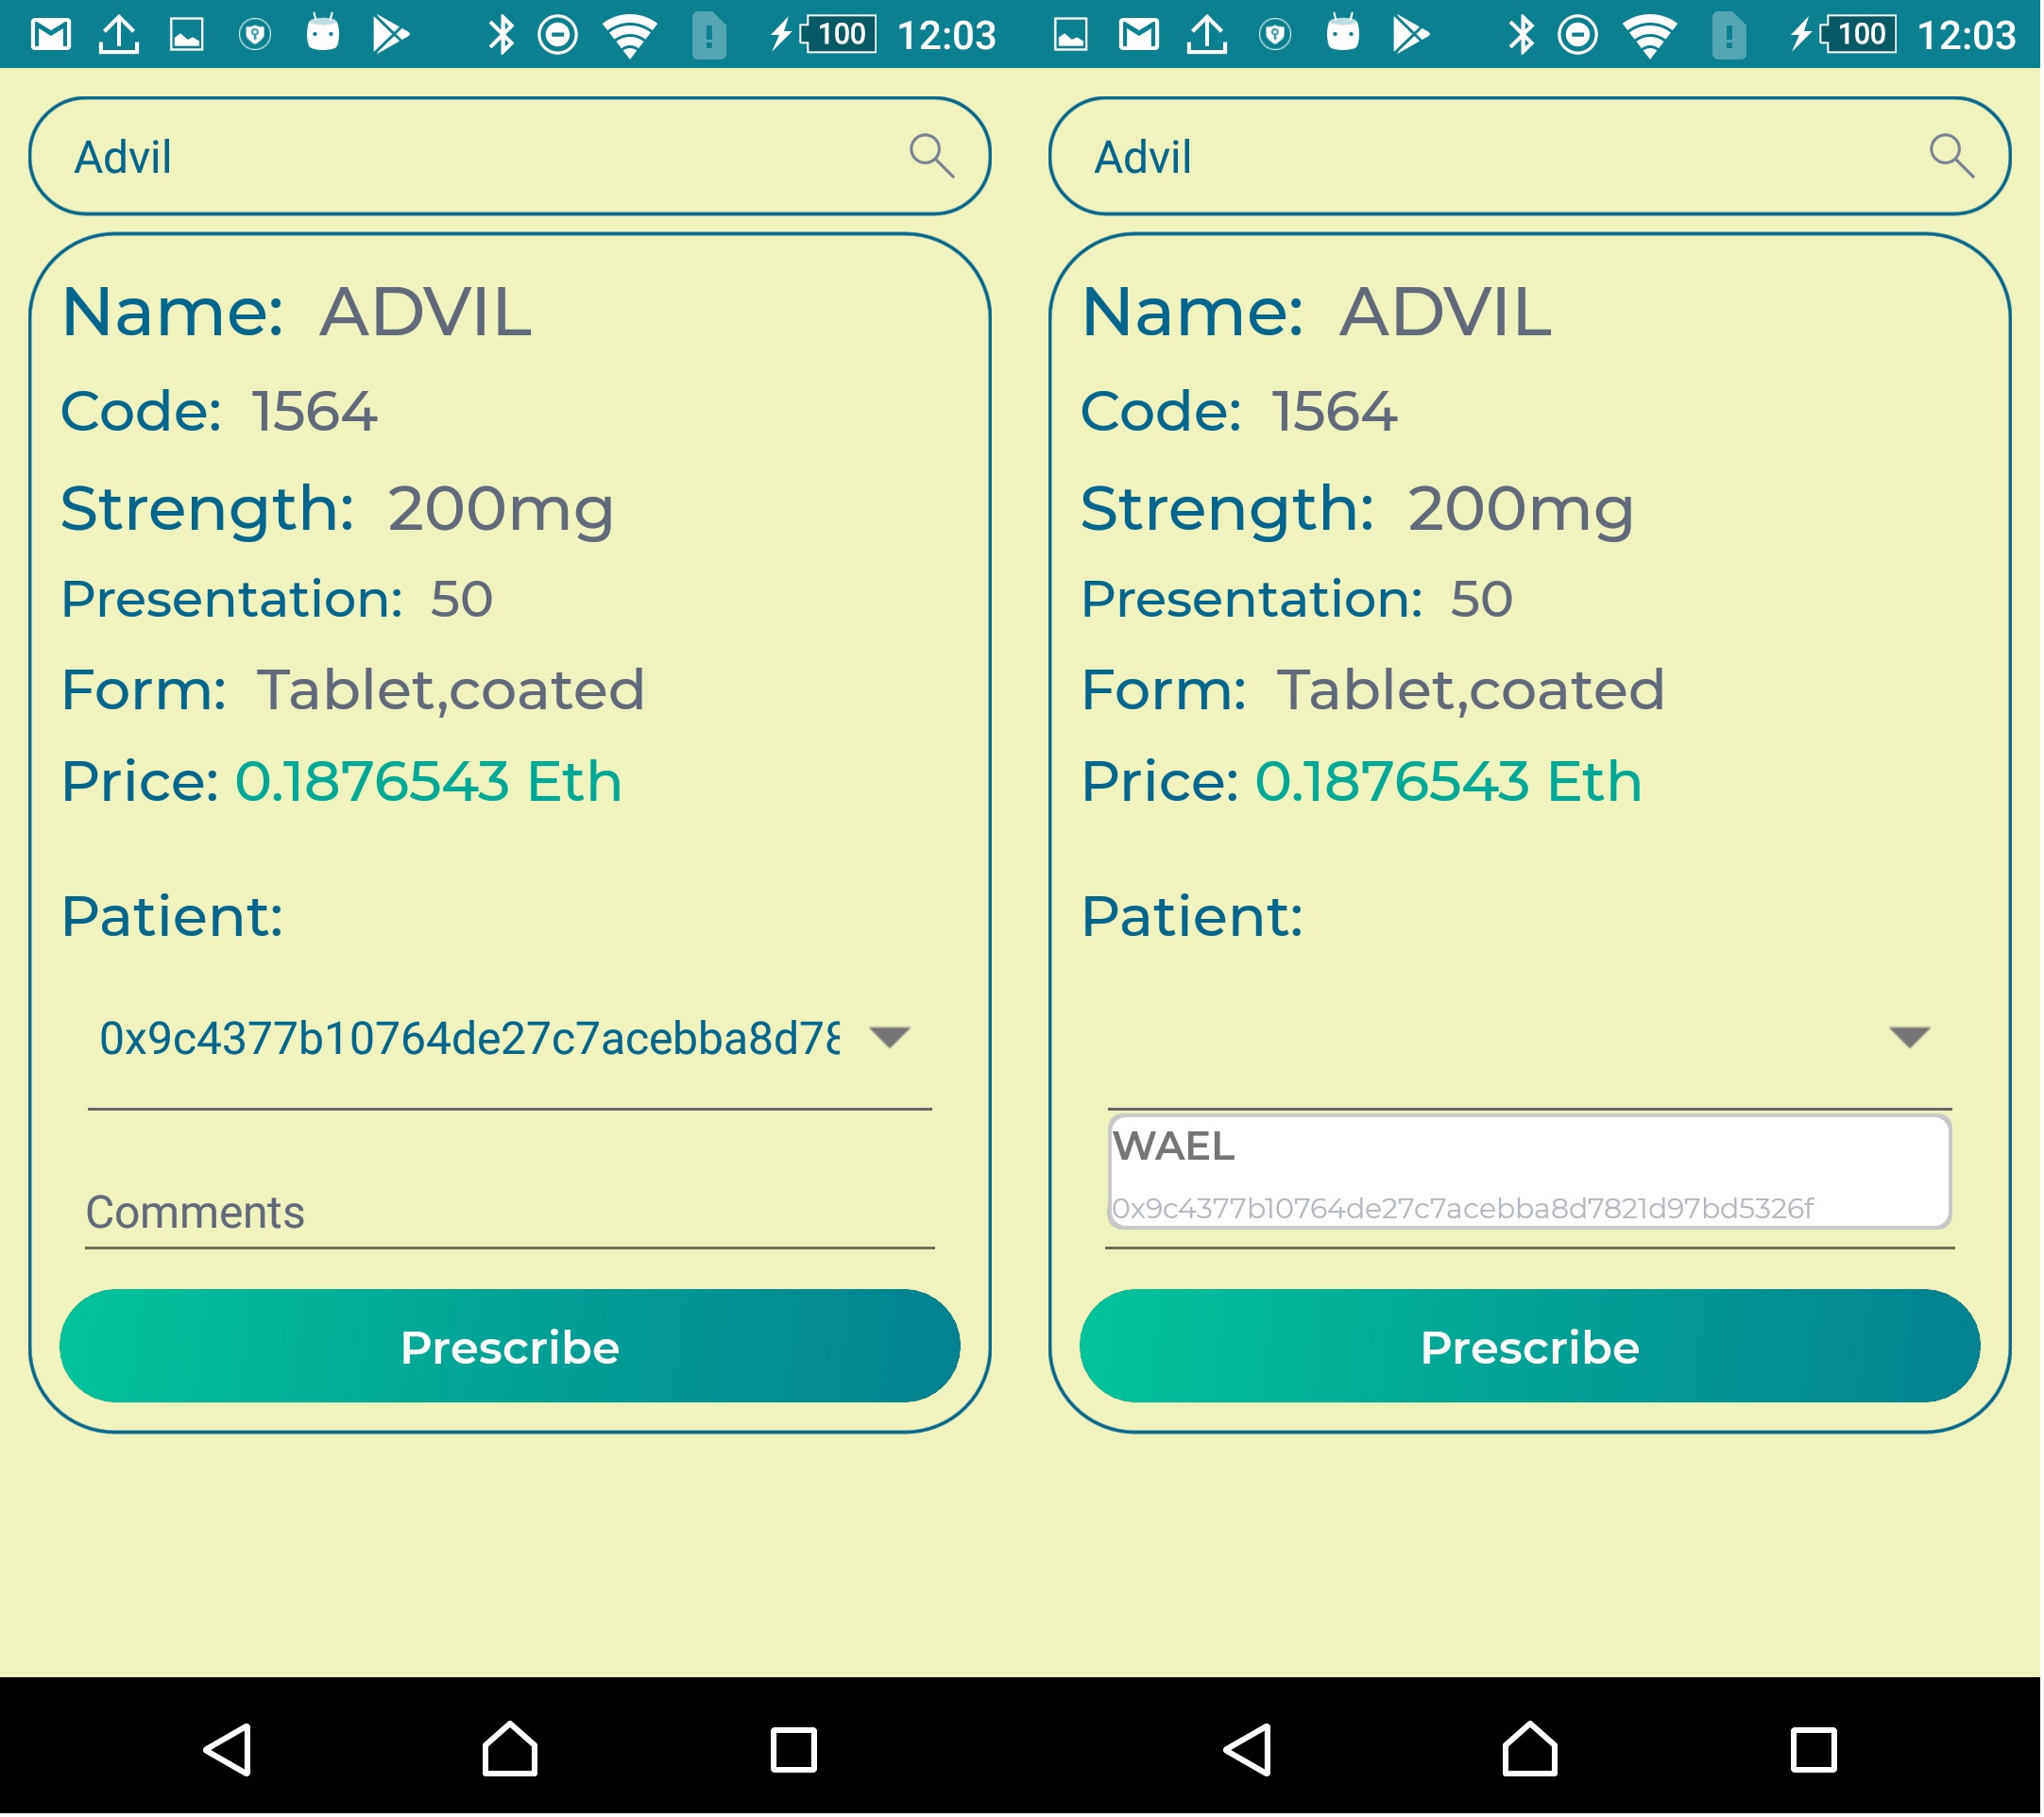 100 12:03
Advil
Name: ADVIL
Code: 1564
Strength: 200mg
Presentation: 50
Form: Tablet,coated
Price: 0.1876543 Eth
Patient:
0x9c4377b10764de27c7acebba8d78
Comments
Prescribe
100 12:03
Advil
Name: ADVIL
Code: 1564
Strength: 200mg
Presentation: 50
Form: Tablet,coated
Price: 0.1876543 Eth
Patient:
WAEL
0x9c4377b10764de27c7acebba8d7821d97bd5326f
Prescribe